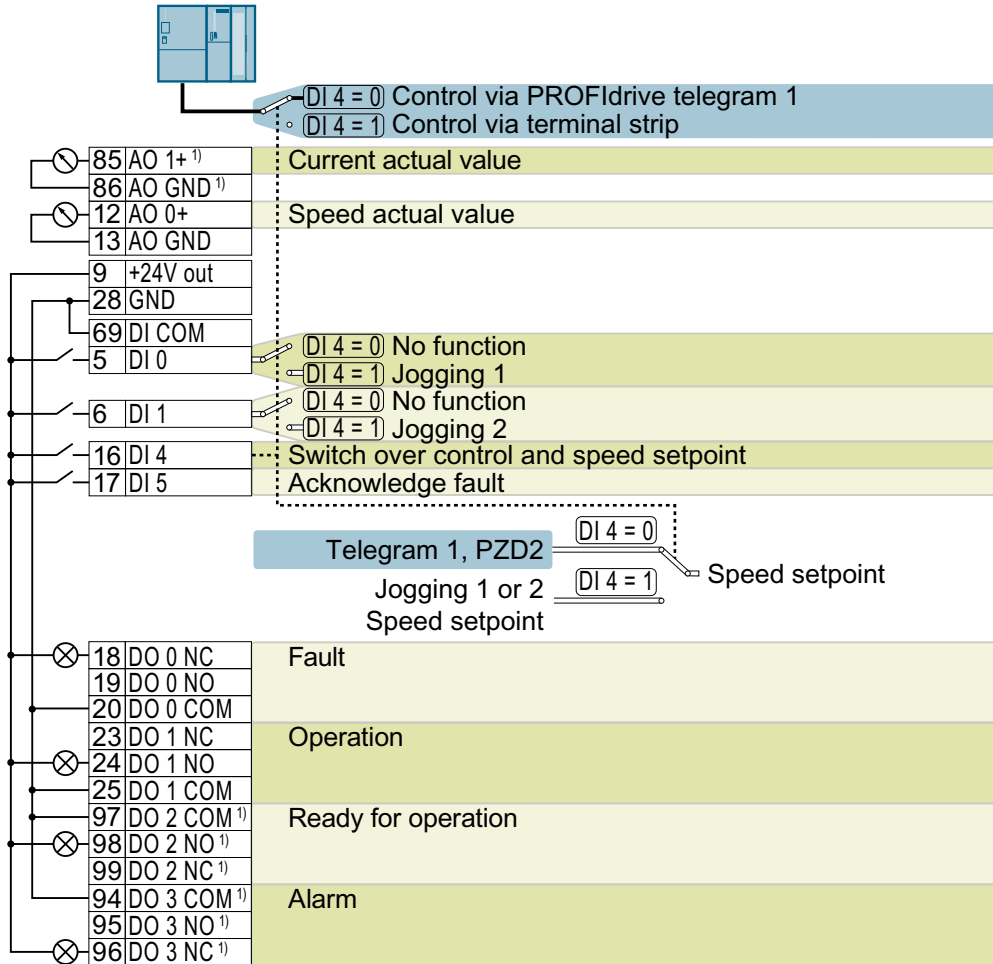 DI 4 = 0 Control via PROFIdrive telegram 1
DI 4 = 1 Control via terminal strip
85 AO 1+ 1) Current actual value
86 AO GND 1)
12 AO 0+ Speed actual value
13 AO GND
9 +24V out
28 GND
69 DI COM
DI 4 = 0 No function
5 DI 0
DI 4 = 1 Jogging 1
DI 4 = 0 No function
6 DI 1
DI 4 = 1 Jogging 2
16 DI 4 Switch over control and speed setpoint
17 DI 5 Acknowledge fault
DI 4 = 0
Telegram 1, PZD2
Speed setpoint
Jogging 1 or 2 DI 4 = 1
Speed setpoint
18 DO 0 NC Fault
19 DO 0 NO
20 DO 0 COM
23 DO 1 NC Operation
24 DO 1 NO
25 DO 1 COM
97 DO 2 COM 1) Ready for operation
98 DO 2 NO 1)
99 DO 2 NC 1)
94 DO 3 COM 1) Alarm
95 DO 3 NO 1)
96 DO 3 NC 1)